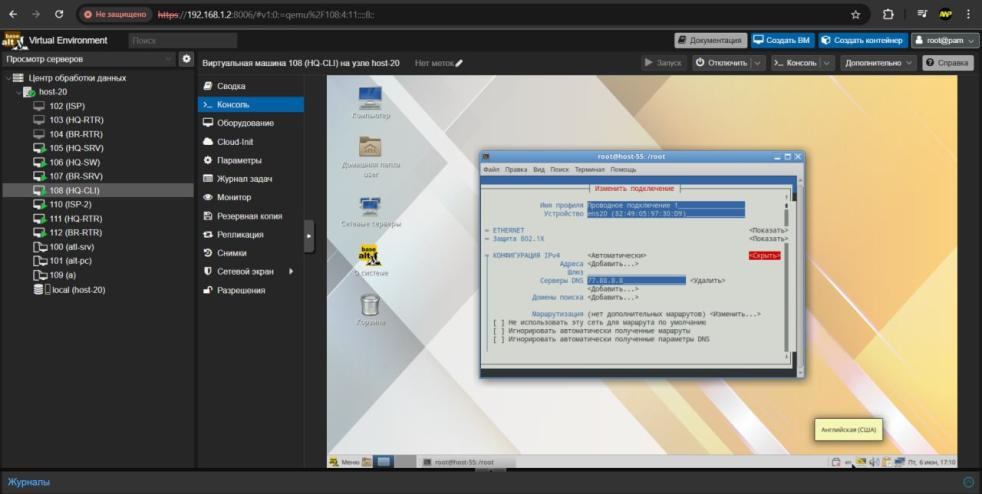 Не защищено https://192.168.1.2:8006/#v1:0:=qemu%2F108:4:11::::8::
base alt Virtual Environment Поиск Документация Создать ВМ Создать контейнер root@pam
Просмотр серверов
Виртуальная машина 108 (HQ-CLI) на узле host-20 Нет меток Запуск Отключить Консоль Дополнительно Справка
Центр обработки данных
host-20
102 (ISP)
103 (HQ-RTR)
104 (BR-RTR)
105 (HQ-SRV)
106 (HQ-SW)
107 (BR-SRV)
108 (HQ-CLI)
110 (ISP-2)
111 (HQ-RTR)
112 (BR-RTR)
100 (atl-srv)
101 (alt-pc)
109 (a)
local (host-20)
Сводка
Консоль
Оборудование
Cloud-Init
Параметры
Журнал задач
Монитор
Резервная копия
Репликация
Снимки
Сетевой экран
Разрешения
Компьютер
Домашняя папка
user
Сетевые серверы
base alt
О системе
Корзина
root@host-55: /root
Файл Правка Вид Поиск Терминал Помощь
Изменить подключение
Имя профиля Проводное подключение 1
Устройство ens20 (82:49:05:97:30:D9)
= ETHERNET <Показать>
= Защита 802.1X <Показать>
КОНФИГУРАЦИЯ IPv4 <Автоматически> <Скрыть>
Адреса <Добавить...>
Шлюз
Серверы DNS 77.88.8.8 <Удалить>
<Добавить...>
Домены поиска <Добавить...>
Маршрутизация (нет дополнительных маршрутов) <Изменить...>
[ ] Не использовать эту сеть для маршрута по умолчанию
[ ] Игнорировать автоматически полученные маршруты
[ ] Игнорировать автоматически полученные параметры DNS
Английская (США)
Меню root@host-55: /root en Пт, 6 июн, 17:10
Журналы